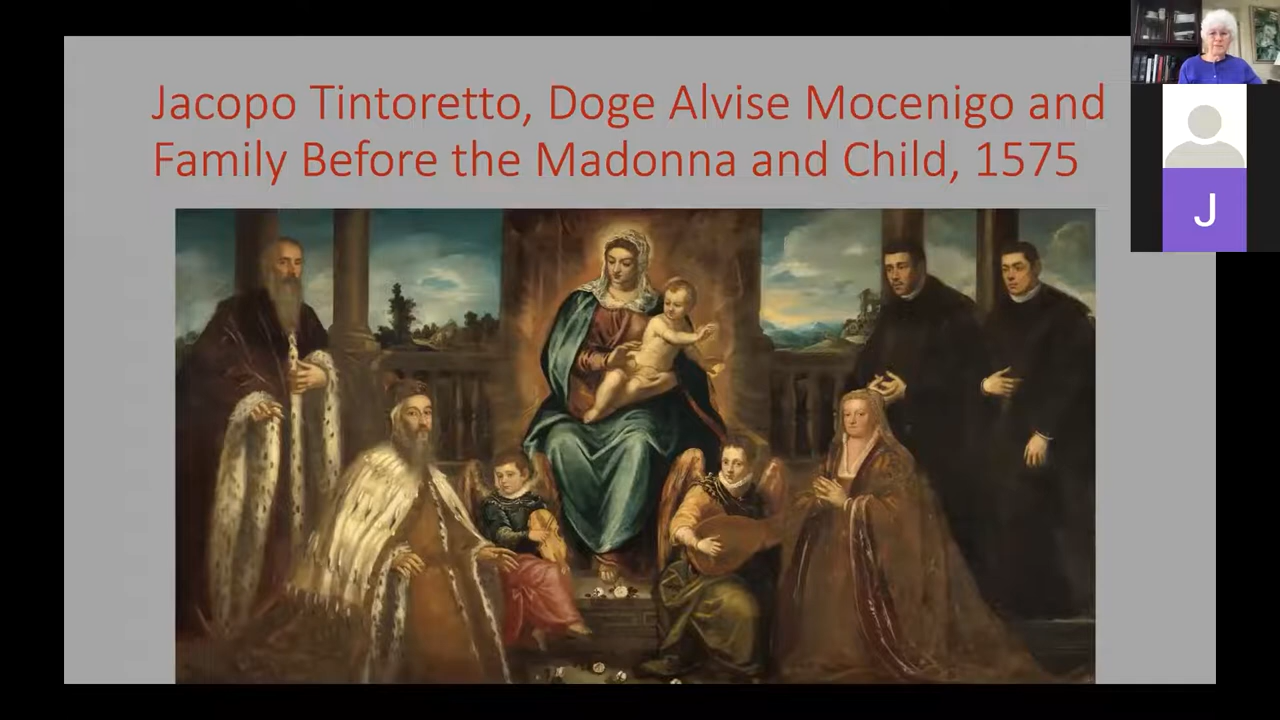 Jacopo Tintoretto, Doge Alvise Mocenigo and
Family Before the Madonna and Child, 1575
J